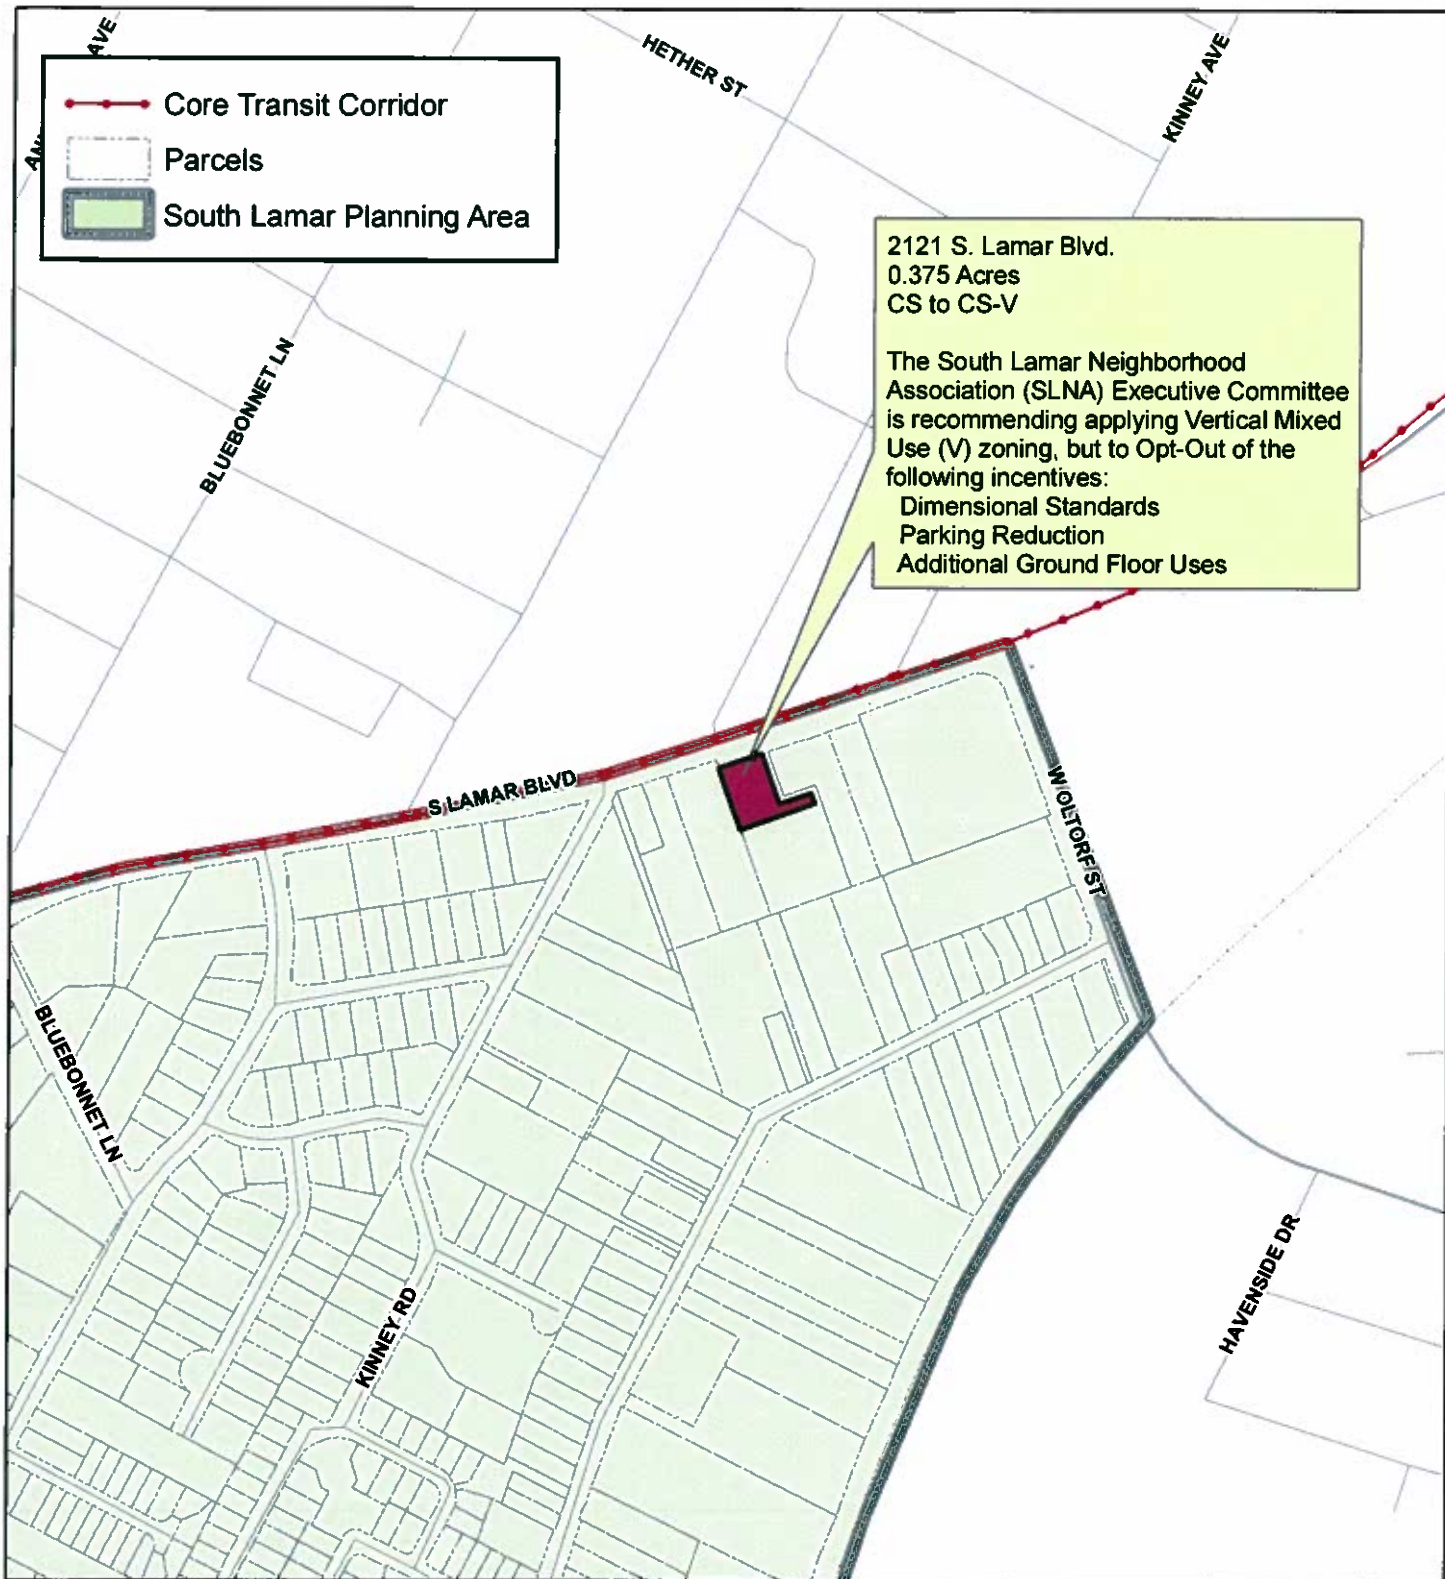 AVE
HETHER ST
KINNEY AVE
Core Transit Corridor
Parcels
South Lamar Planning Area
2121 S. Lamar Blvd.
0.375 Acres
CS to CS-V
The South Lamar Neighborhood
Association (SLNA) Executive Committee
is recommending applying Vertical Mixed
Use (V) zoning, but to Opt-Out of the
following incentives:
Dimensional Standards
Parking Reduction
Additional Ground Floor Uses
BLUEBONNET LN
S LAMAR BLVD
W OLTORF ST
BLUEBONNET LN
KINNEY RD
HAVENSIDE DR